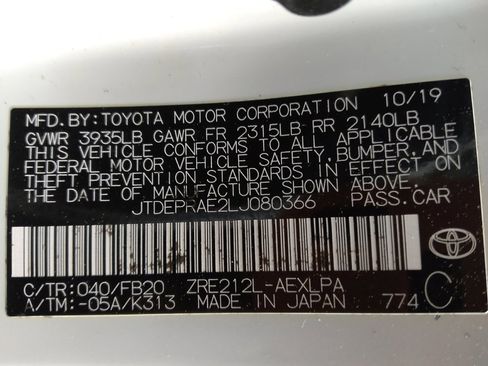 MFD.BY:TOYOTA MOTOR CORPORATION 10/19
GVWR 3935LB GAWR FR 2315LB RR 2140LB
THIS VEHICLE CONFORMS TO ALL APPLICABLE
FEDERAL MOTOR VEHICLE SAFETY,BUMPER,AND
THEFT PREVENTION STANDARDS IN EFFECT ON
THE DATE OF MANUFACTURE SHOWN ABOVE.
JTDEPRAE2LJ080366 PASS.CAR
C/TR:040/FB20 ZRE212L-AEXLPA C
A/TM:-05A/K313 MADE IN JAPAN 774